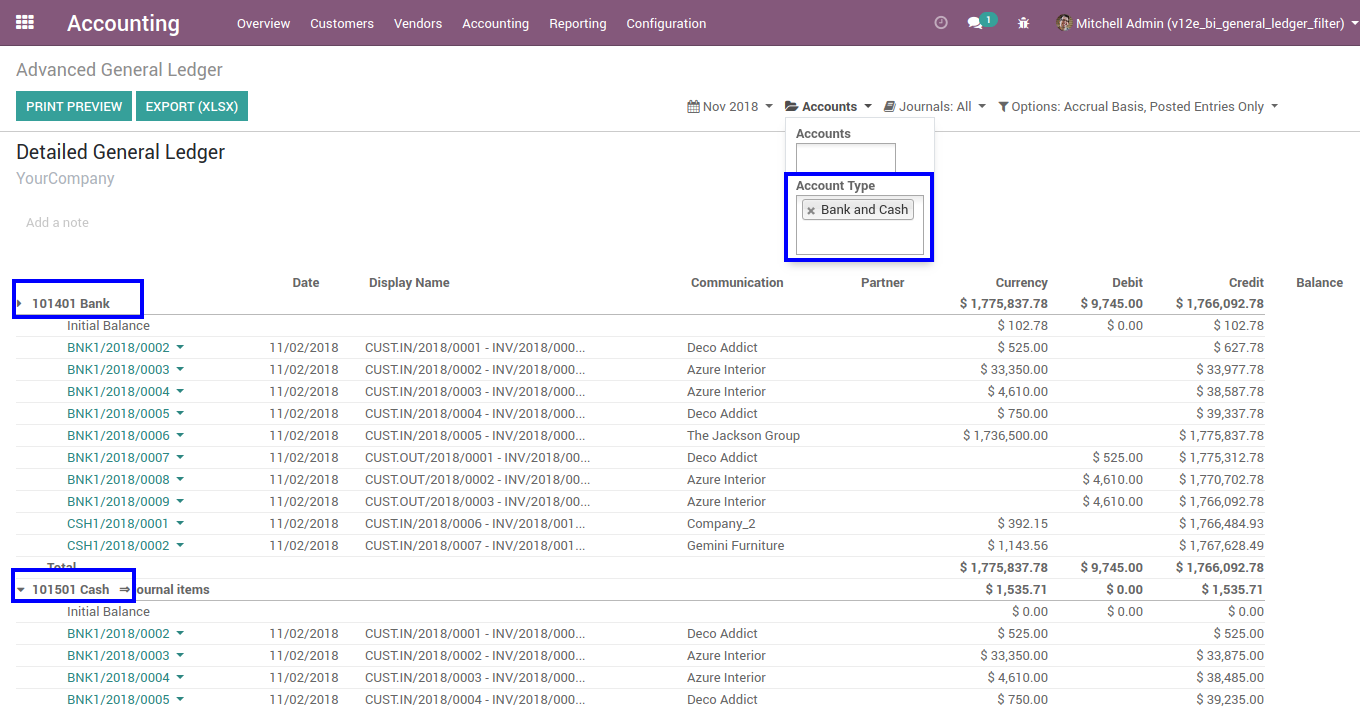 Accounting Overview Customers Vendors Accounting Reporting Configuration 1 Mitchell Admin (v12e_bi_general_ledger_filter)
Advanced General Ledger
PRINT PREVIEW EXPORT (XLSX) Nov 2018 Accounts Journals: All Options: Accrual Basis, Posted Entries Only
Accounts
Detailed General Ledger
YourCompany
Account Type
× Bank and Cash
Add a note
Date Display Name Communication Partner Currency Debit Credit Balance
101401 Bank $ 1,775,837.78 $ 9,745.00 $ 1,766,092.78
Initial Balance $ 102.78 $ 0.00 $ 102.78
BNK1/2018/0002 11/02/2018 CUST.IN/2018/0001 - INV/2018/000... Deco Addict $ 525.00 $ 627.78
BNK1/2018/0003 11/02/2018 CUST.IN/2018/0002 - INV/2018/000... Azure Interior $ 33,350.00 $ 33,977.78
BNK1/2018/0004 11/02/2018 CUST.IN/2018/0003 - INV/2018/000... Azure Interior $ 4,610.00 $ 38,587.78
BNK1/2018/0005 11/02/2018 CUST.IN/2018/0004 - INV/2018/000... Deco Addict $ 750.00 $ 39,337.78
BNK1/2018/0006 11/02/2018 CUST.IN/2018/0005 - INV/2018/000... The Jackson Group $ 1,736,500.00 $ 1,775,837.78
BNK1/2018/0007 11/02/2018 CUST.OUT/2018/0001 - INV/2018/00... Deco Addict $ 525.00 $ 1,775,312.78
BNK1/2018/0008 11/02/2018 CUST.OUT/2018/0002 - INV/2018/00... Azure Interior $ 4,610.00 $ 1,770,702.78
BNK1/2018/0009 11/02/2018 CUST.OUT/2018/0003 - INV/2018/00... Azure Interior $ 4,610.00 $ 1,766,092.78
CSH1/2018/0001 11/02/2018 CUST.IN/2018/0006 - INV/2018/001... Company_2 $ 392.15 $ 1,766,484.93
CSH1/2018/0002 11/02/2018 CUST.IN/2018/0007 - INV/2018/001... Gemini Furniture $ 1,143.56 $ 1,767,628.49
Total $ 1,775,837.78 $ 9,745.00 $ 1,766,092.78
101501 Cash ⇒ ournal items $ 1,535.71 $ 0.00 $ 1,535.71
Initial Balance $ 0.00 $ 0.00 $ 0.00
BNK1/2018/0002 11/02/2018 CUST.IN/2018/0001 - INV/2018/000... Deco Addict $ 525.00 $ 525.00
BNK1/2018/0003 11/02/2018 CUST.IN/2018/0002 - INV/2018/000... Azure Interior $ 33,350.00 $ 33,875.00
BNK1/2018/0004 11/02/2018 CUST.IN/2018/0003 - INV/2018/000... Azure Interior $ 4,610.00 $ 38,485.00
BNK1/2018/0005 11/02/2018 CUST.IN/2018/0004 - INV/2018/000... Deco Addict $ 750.00 $ 39,235.00